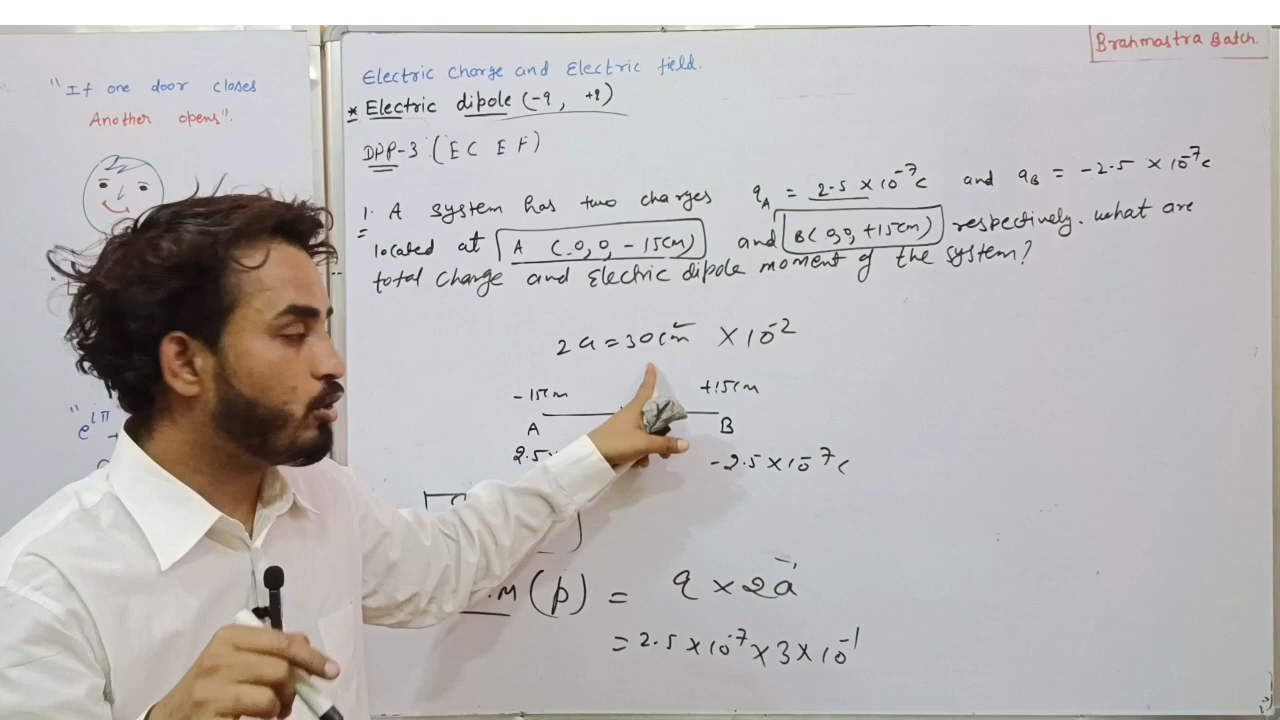 Brahmastra Batch.
"If one door closes
Another opens".
Electric Charge and Electric field.
* Electric dipole (-q, +q)
DPP-3 (E C E F)
1. A system has two charges q_A = 2.5 × 10⁻⁷c and q_B = -2.5 × 10⁻⁷c
located at A (0,0, -15cm) and B(0,0, +15cm) respectively. what are
total charge and Electric dipole moment of the system?
2a = 30cm × 10⁻²
-15cm +15cm
A B
2.5× -2.5×10⁻⁷c
"e^iπ
.M (p) = q × 2a
= 2.5 × 10⁻⁷ × 3 × 10⁻¹